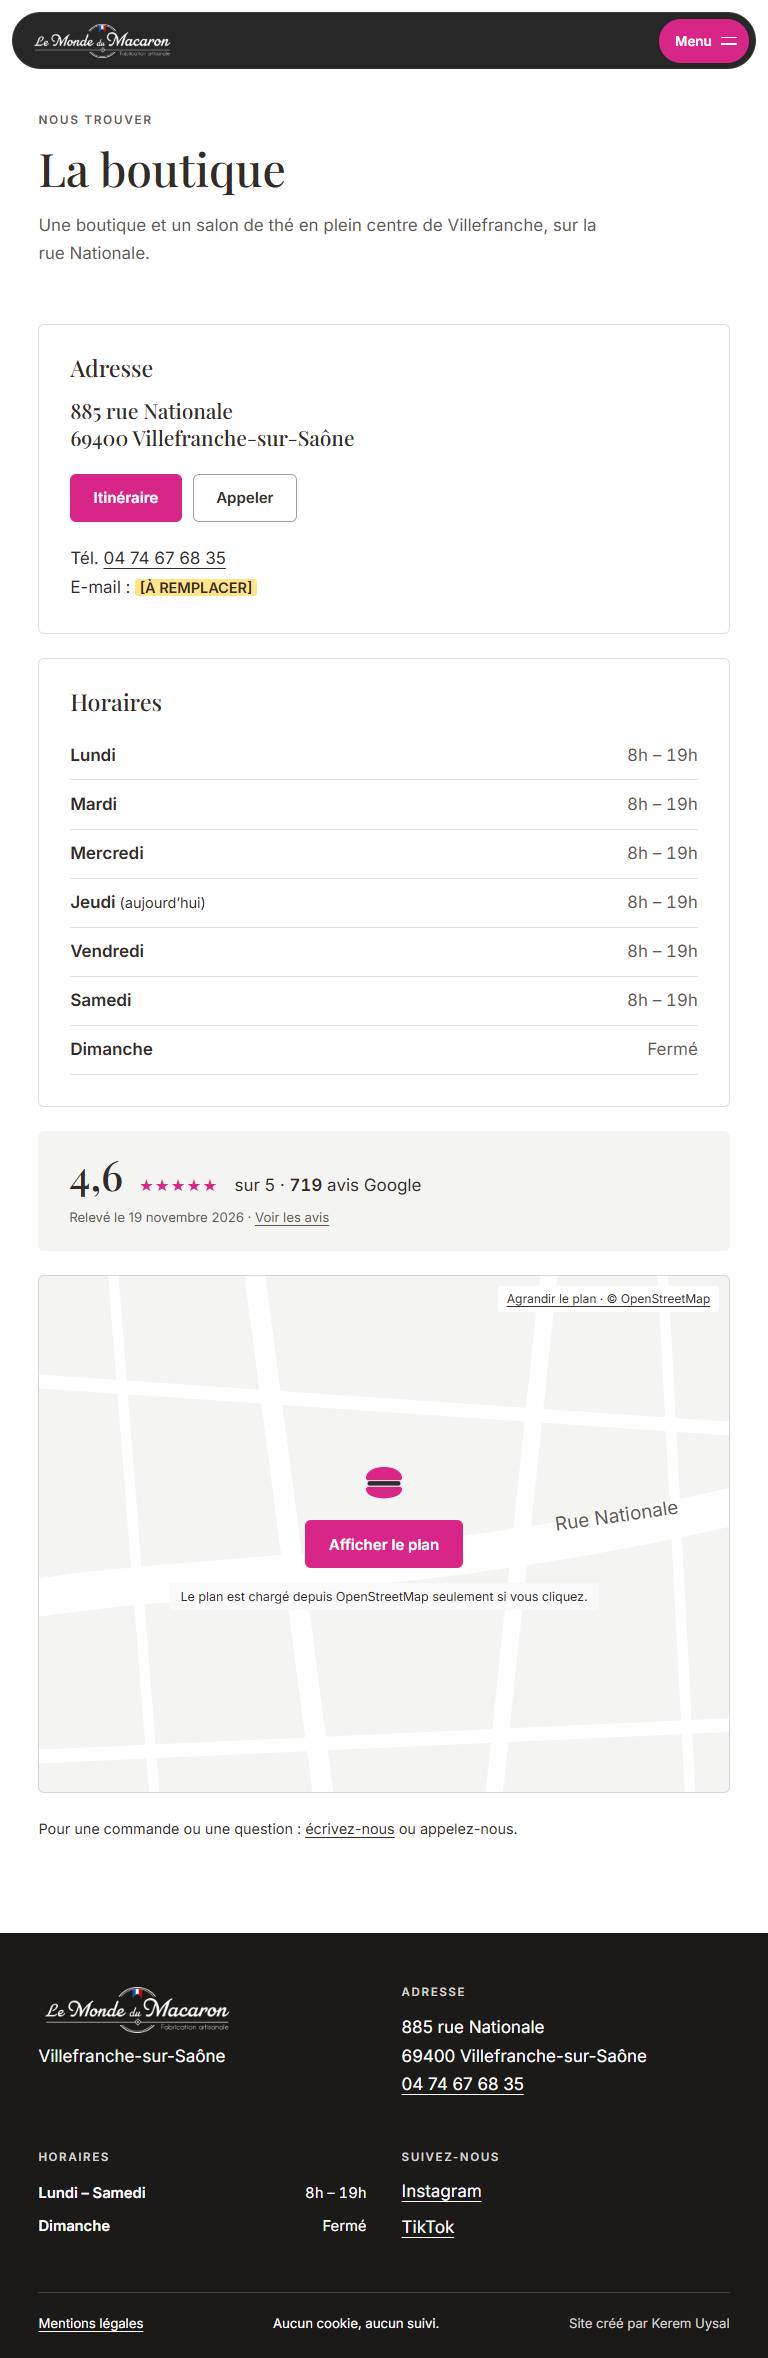 Le Monde du Macaron
Fabrication artisanale
Menu
NOUS TROUVER
La boutique
Une boutique et un salon de thé en plein centre de Villefranche, sur la
rue Nationale.
Adresse
885 rue Nationale
69400 Villefranche-sur-Saône
Itinéraire
Appeler
Tél. 04 74 67 68 35
E-mail : [À REMPLACER]
Horaires
Lundi 8h – 19h
Mardi 8h – 19h
Mercredi 8h – 19h
Jeudi (aujourd'hui) 8h – 19h
Vendredi 8h – 19h
Samedi 8h – 19h
Dimanche Fermé
4,6 ★★★★★ sur 5 · 719 avis Google
Relevé le 19 novembre 2026 · Voir les avis
Agrandir le plan · © OpenStreetMap
Rue Nationale
Afficher le plan
Le plan est chargé depuis OpenStreetMap seulement si vous cliquez.
Pour une commande ou une question : écrivez-nous ou appelez-nous.
Le Monde du Macaron
Fabrication artisanale
Villefranche-sur-Saône
ADRESSE
885 rue Nationale
69400 Villefranche-sur-Saône
04 74 67 68 35
HORAIRES
Lundi – Samedi 8h – 19h
Dimanche Fermé
SUIVEZ-NOUS
Instagram
TikTok
Mentions légales
Aucun cookie, aucun suivi.
Site créé par Kerem Uysal